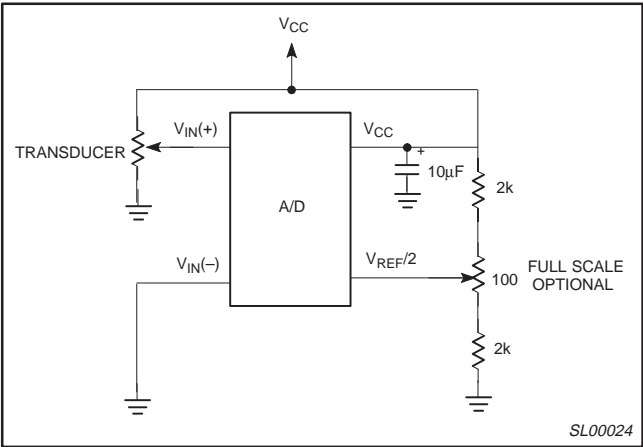 VCC
VIN(+)
VCC
+
TRANSDUCER
10µF
2k
A/D
VIN(–)
VREF/2
100
FULL SCALE
OPTIONAL
2k
SL00024